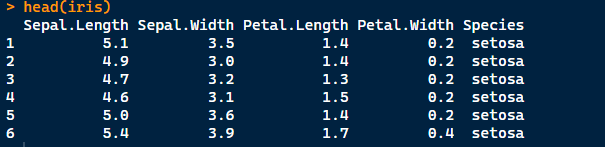 > head(iris)
  Sepal.Length Sepal.Width Petal.Length Petal.Width Species
1          5.1         3.5          1.4         0.2  setosa
2          4.9         3.0          1.4         0.2  setosa
3          4.7         3.2          1.3         0.2  setosa
4          4.6         3.1          1.5         0.2  setosa
5          5.0         3.6          1.4         0.2  setosa
6          5.4         3.9          1.7         0.4  setosa